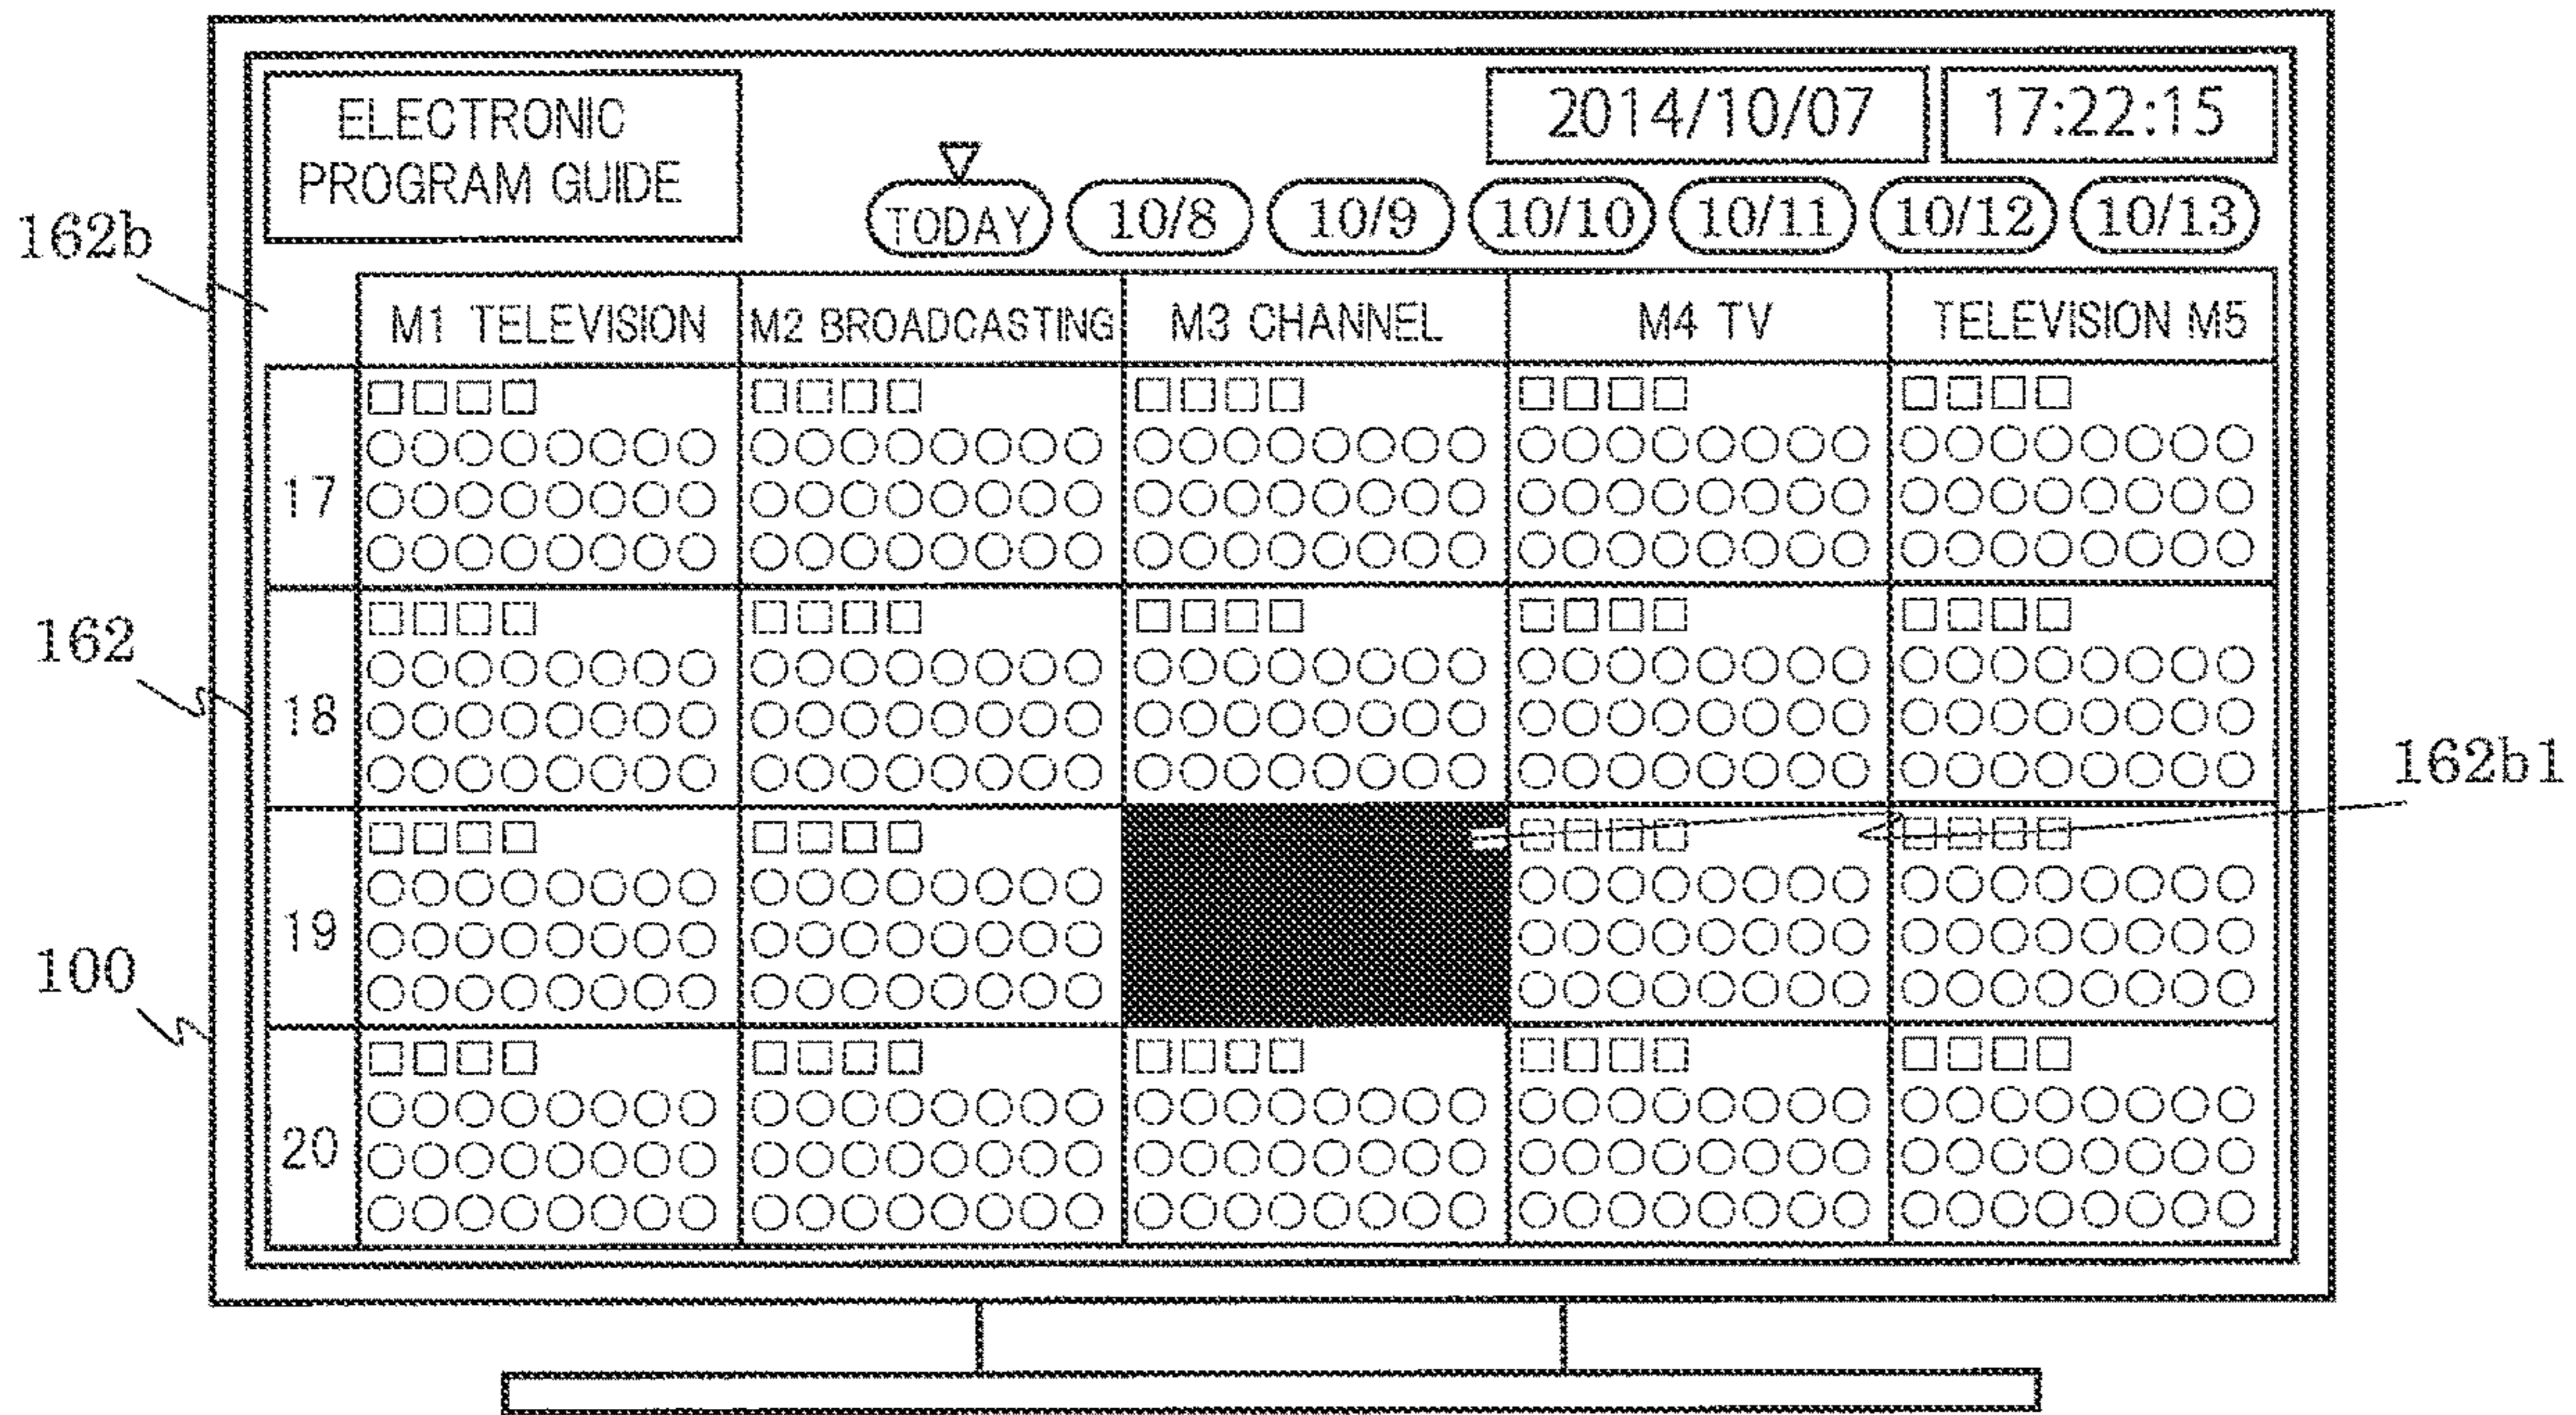 ELECTRONIC
PROGRAM GUIDE
2014/10/07
17:22:15
TODAY 10/8 10/9 10/10 10/11 10/12 10/13
162b
M1 TELEVISION M2 BROADCASTING M3 CHANNEL M4 TV TELEVISION M5
□□□□ □□□□ □□□□ □□□□ □□□□
○○○○○○○○ ○○○○○○○○ ○○○○○○○○ ○○○○○○○○ ○○○○○○○○
17 ○○○○○○○○ ○○○○○○○○ ○○○○○○○○ ○○○○○○○○ ○○○○○○○○
○○○○○○○○ ○○○○○○○○ ○○○○○○○○ ○○○○○○○○ ○○○○○○○○
□□□□ □□□□ □□□□ □□□□ □□□□
162
○○○○○○○○ ○○○○○○○○ ○○○○○○○○ ○○○○○○○○ ○○○○○○○○
18 ○○○○○○○○ ○○○○○○○○ ○○○○○○○○ ○○○○○○○○ ○○○○○○○○
○○○○○○○○ ○○○○○○○○ ○○○○○○○○ ○○○○○○○○ ○○○○○○○○
162b1
□□□□ □□□□ □□□□ □□□□
○○○○○○○○ ○○○○○○○○ ○○○○○○○○ ○○○○○○○○
19 ○○○○○○○○ ○○○○○○○○ ○○○○○○○○ ○○○○○○○○
100
○○○○○○○○ ○○○○○○○○ ○○○○○○○○ ○○○○○○○○
□□□□ □□□□ □□□□ □□□□ □□□□
○○○○○○○○ ○○○○○○○○ ○○○○○○○○ ○○○○○○○○ ○○○○○○○○
20 ○○○○○○○○ ○○○○○○○○ ○○○○○○○○ ○○○○○○○○ ○○○○○○○○
○○○○○○○○ ○○○○○○○○ ○○○○○○○○ ○○○○○○○○ ○○○○○○○○